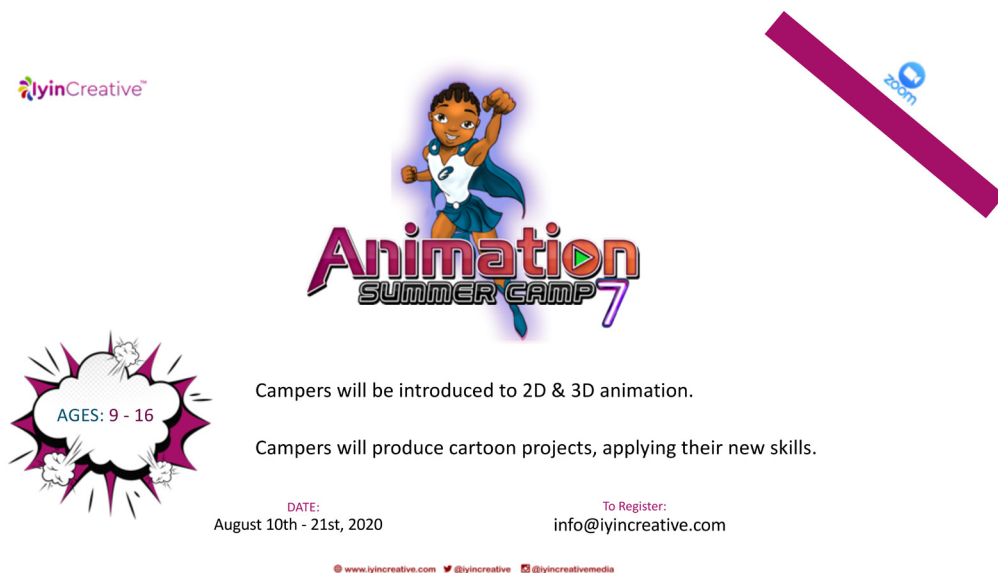 IyinCreative™
zoom
Animation
SUMMER CAMP 7
AGES: 9 - 16
Campers will be introduced to 2D & 3D animation.
Campers will produce cartoon projects, applying their new skills.
DATE:
August 10th - 21st, 2020
To Register:
info@iyincreative.com
www.iyincreative.com @iyincreative @iyincreativemedia